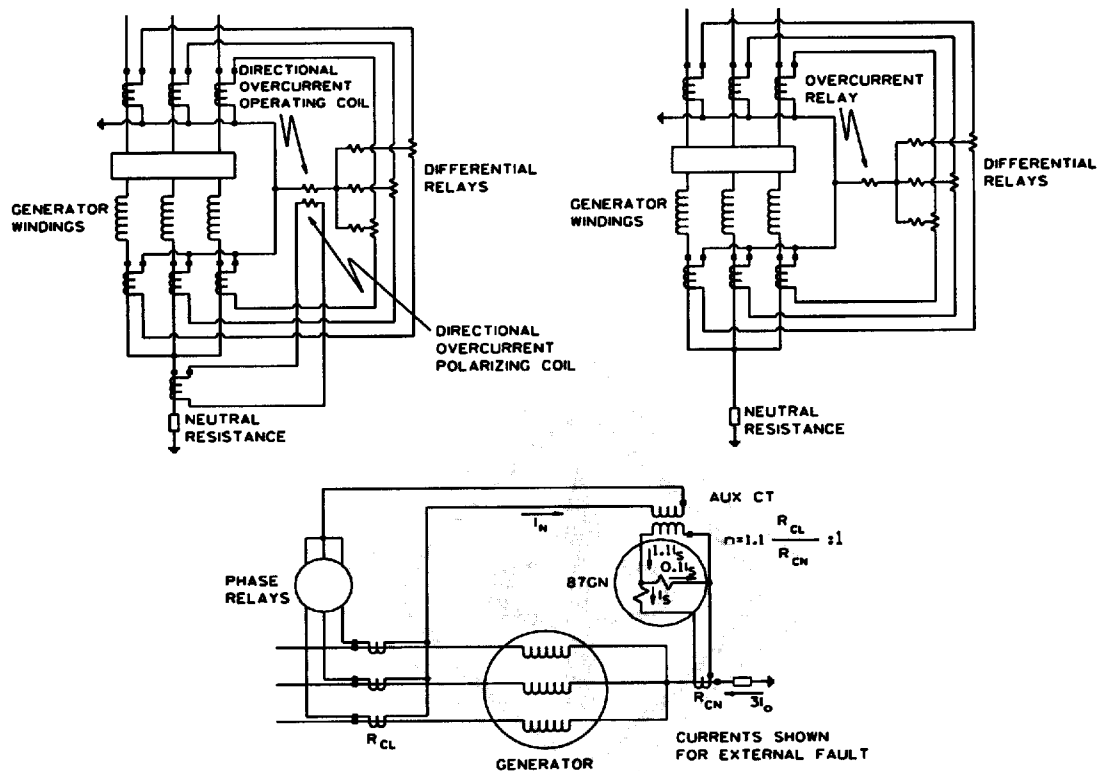 DIRECTIONAL
OVERCURRENT
OPERATING COIL
DIFFERENTIAL
RELAYS
GENERATOR
WINDINGS
DIRECTIONAL
OVERCURRENT
POLARIZING COIL
NEUTRAL
RESISTANCE
OVERCURRENT
RELAY
DIFFERENTIAL
RELAYS
GENERATOR
WINDINGS
NEUTRAL
RESISTANCE
AUX CT
n=1.1 R_CL / R_CN :1
I_N
1.1I_S
0.1I_S
I_S
87GN
PHASE
RELAYS
R_CL
R_CN
3I_0
GENERATOR
CURRENTS SHOWN
FOR EXTERNAL FAULT